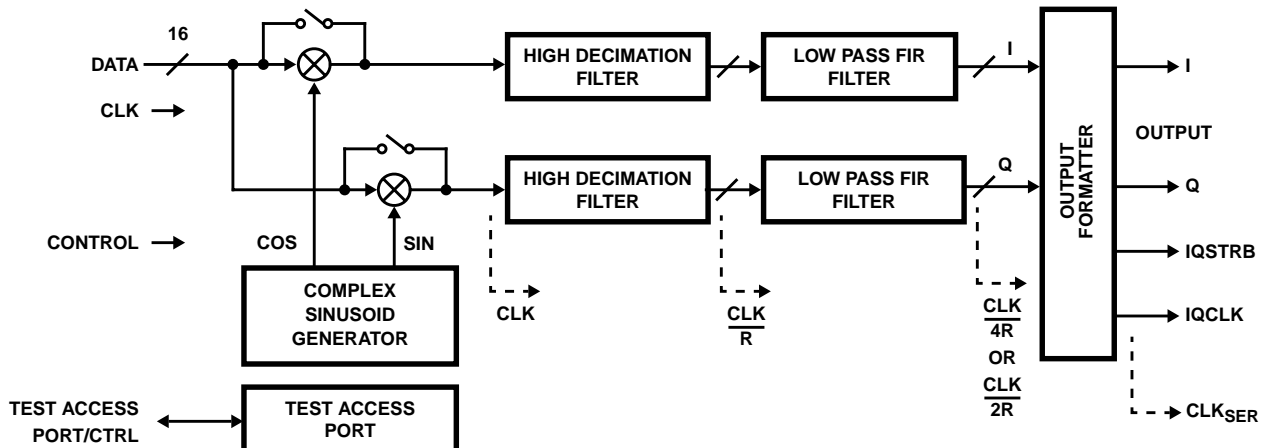 16
DATA
CLK
CONTROL
HIGH DECIMATION
FILTER
LOW PASS FIR
FILTER
I
I
OUTPUT
HIGH DECIMATION
FILTER
LOW PASS FIR
FILTER
Q
Q
OUTPUT
FORMATTER
IQSTRB
IQCLK
COS
SIN
COMPLEX
SINUSOID
GENERATOR
CLK
CLK
R
CLK
4R
OR
CLK
2R
CLKSER
TEST ACCESS
PORT/CTRL
TEST ACCESS
PORT